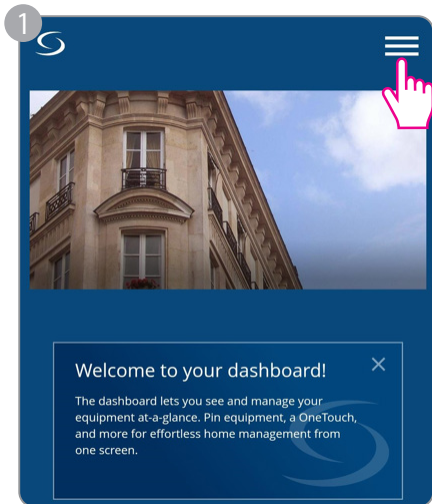 1
Welcome to your dashboard!
The dashboard lets you see and manage your
equipment at-a-glance. Pin equipment, a OneTouch,
and more for effortless home management from
one screen.